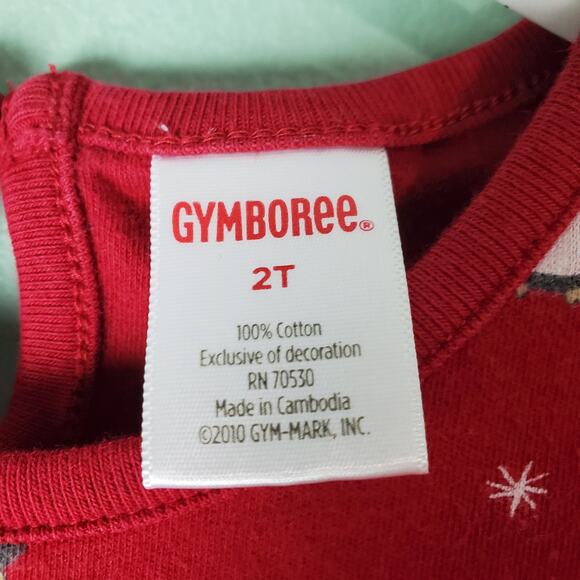 GYMBOREE®
2T
100% Cotton
Exclusive of decoration
RN 70530
Made in Cambodia
©2010 GYM-MARK, INC.